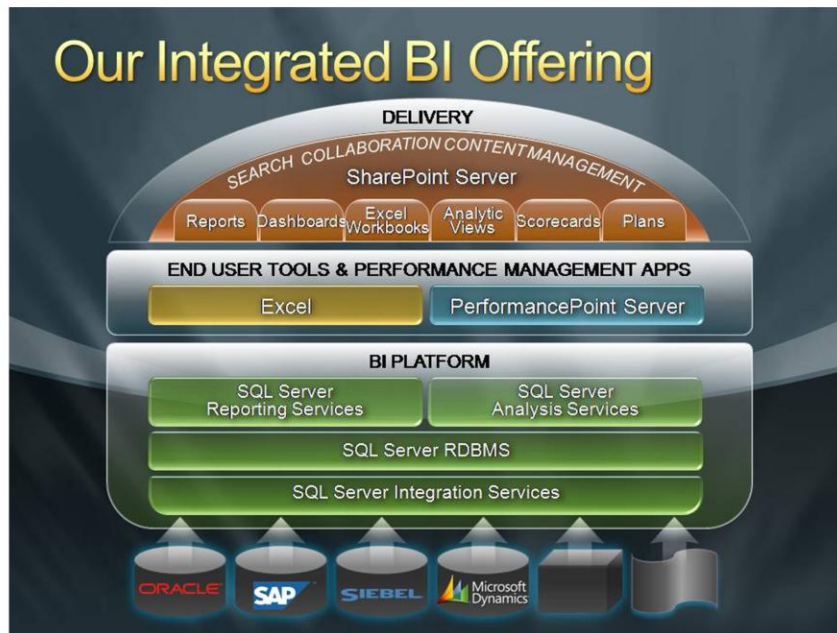 Our Integrated BI Offering
DELIVERY
SEARCH COLLABORATION CONTENT MANAGEMENT
SharePoint Server
Reports
Dashboards
Excel
Workbooks
Analytic
Views
Scorecards
Plans
END USER TOOLS & PERFORMANCE MANAGEMENT APPS
Excel
PerformancePoint Server
BI PLATFORM
SQL Server
Reporting Services
SQL Server
Analysis Services
SQL Server RDBMS
SQL Server Integration Services
ORACLE
SAP
SIEBEL
Microsoft
Dynamics